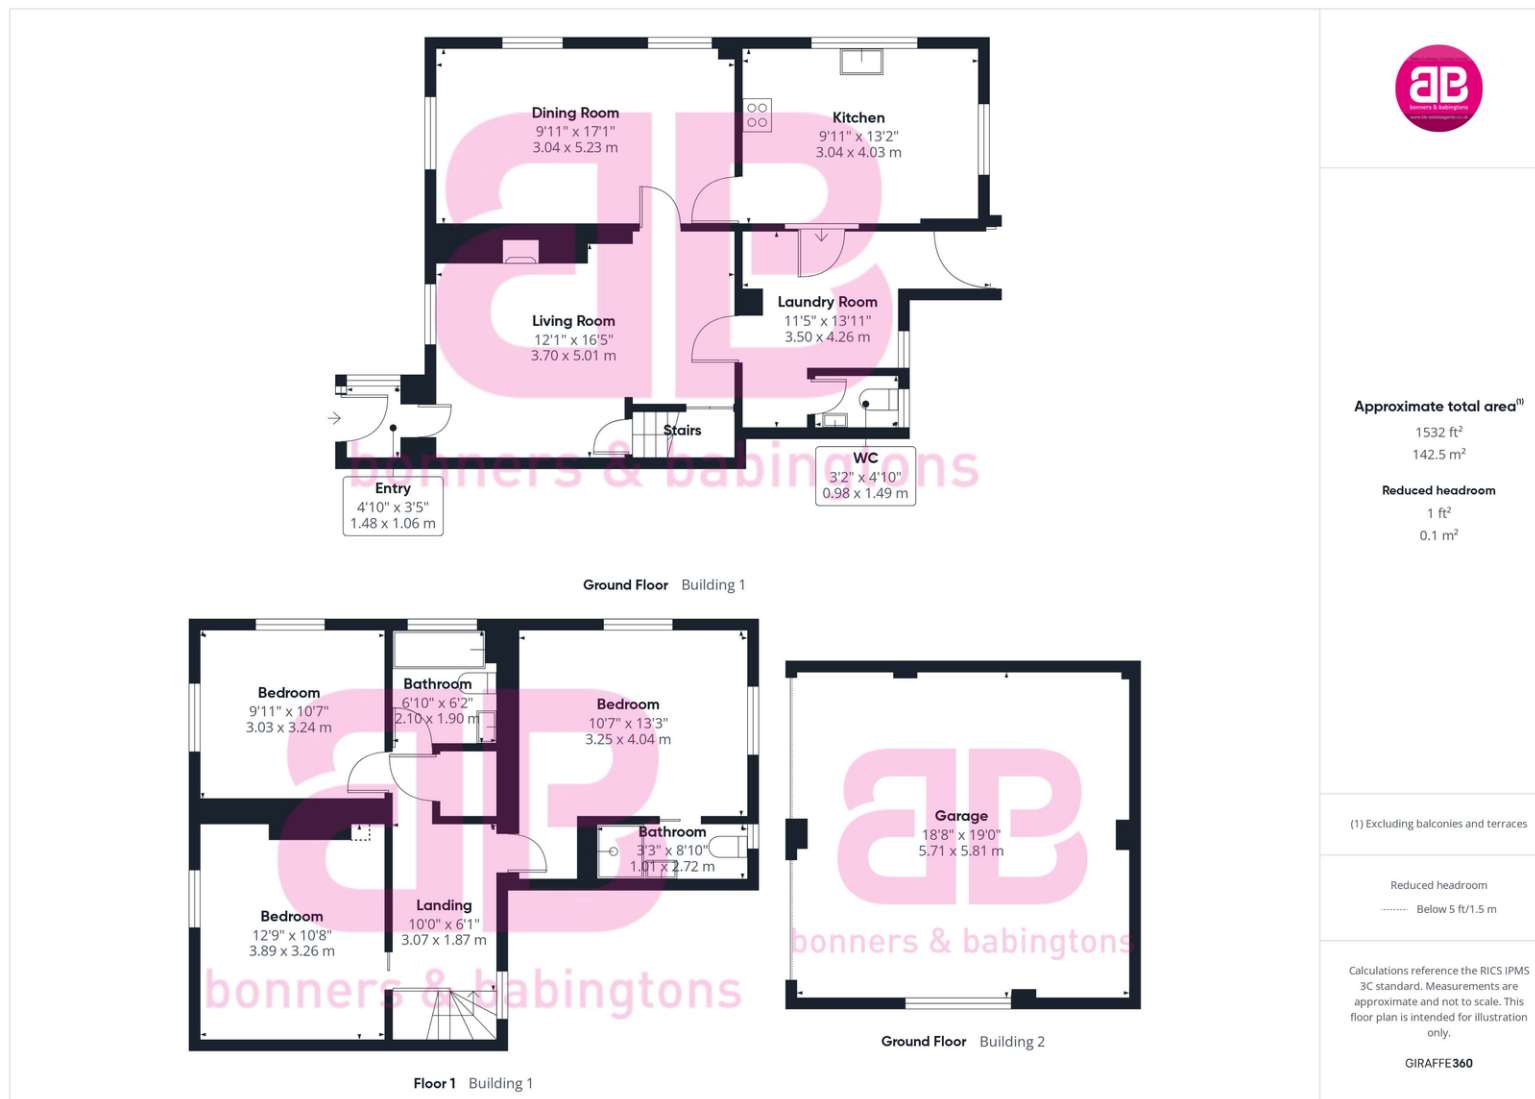 Dining Room
9'11" x 17'1"
3.04 x 5.23 m
Kitchen
9'11" x 13'2"
3.04 x 4.03 m
Living Room
12'1" x 16'5"
3.70 x 5.01 m
Laundry Room
11'5" x 13'11"
3.50 x 4.26 m
Stairs
WC
3'2" x 4'10"
0.98 x 1.49 m
Entry
4'10" x 3'5"
1.48 x 1.06 m
bonners & babingtons
Ground Floor Building 1
Bedroom
9'11" x 10'7"
3.03 x 3.24 m
Bathroom
6'10" x 6'2"
2.10 x 1.90 m
Bedroom
10'7" x 13'3"
3.25 x 4.04 m
Bathroom
3'3" x 8'10"
1.01 x 2.72 m
Bedroom
12'9" x 10'8"
3.89 x 3.26 m
Landing
10'0" x 6'1"
3.07 x 1.87 m
bonners & babingtons
Floor 1 Building 1
Garage
18'8" x 19'0"
5.71 x 5.81 m
bonners & babingtons
Ground Floor Building 2
bonners & babingtons
Approximate total area(1)
1532 ft²
142.5 m²
Reduced headroom
1 ft²
0.1 m²
(1) Excluding balconies and terraces
Reduced headroom
Below 5 ft/1.5 m
Calculations reference the RICS IPMS
3C standard. Measurements are
approximate and not to scale. This
floor plan is intended for illustration
only.
GIRAFFE360